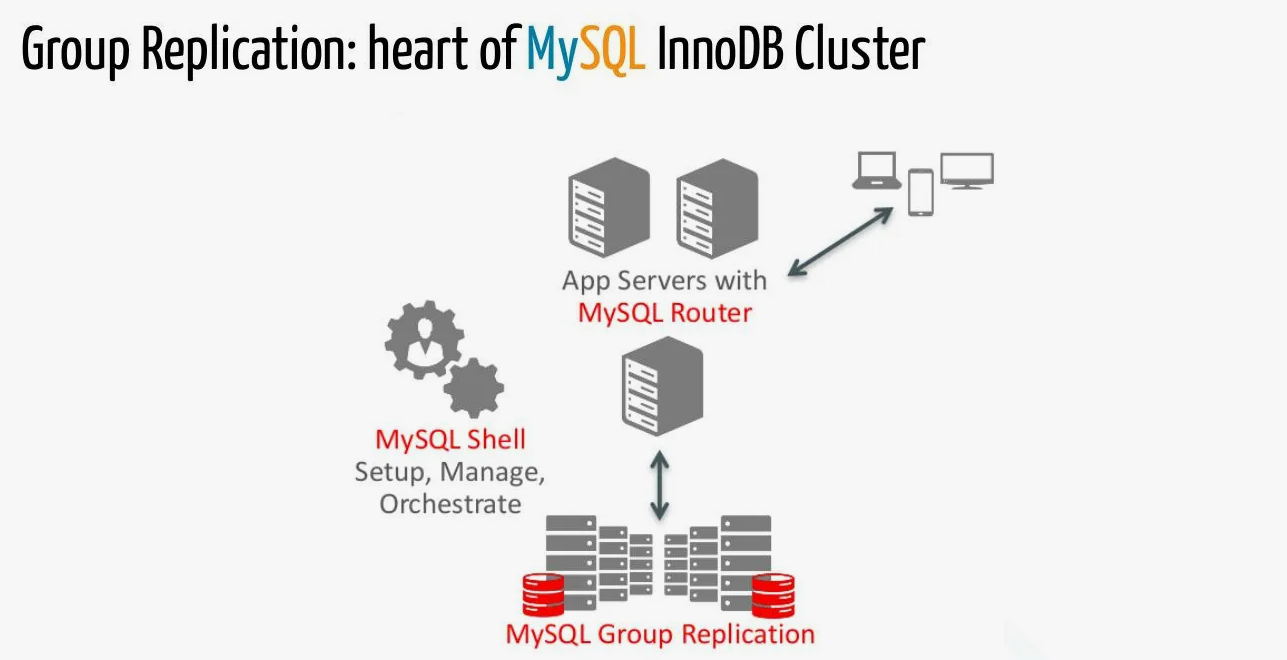 Group Replication: heart of MySQL InnoDB Cluster
App Servers with
MySQL Router
MySQL Shell
Setup, Manage,
Orchestrate
MySQL Group Replication